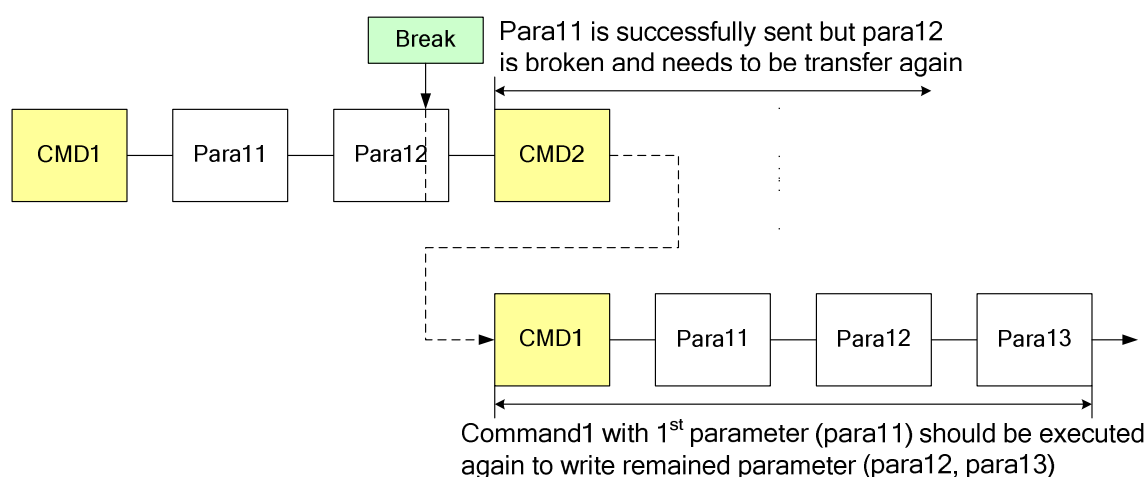 Break
Para11 is successfully sent but para12
is broken and needs to be transfer again
CMD1
Para11
Para12
CMD2
CMD1
Para11
Para12
Para13
Command1 with 1st parameter (para11) should be executed
again to write remained parameter (para12, para13)